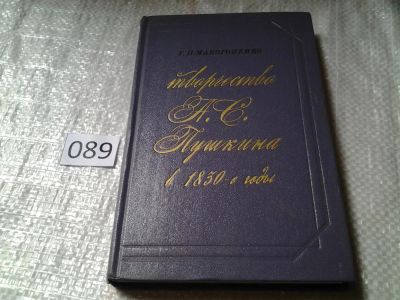 Г.П.МАКОГОНЕНКО
Творчество
А.С.
Пушкина
в 1830-е годы
089